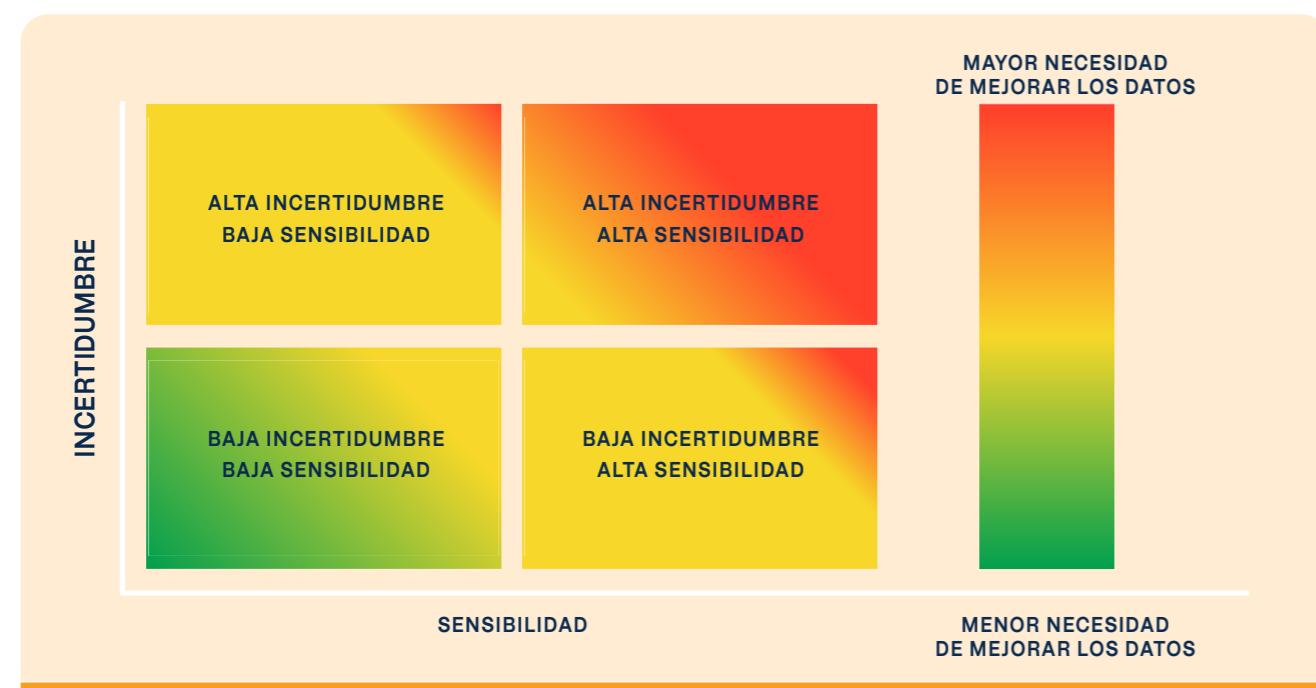 MAYOR NECESIDAD
DE MEJORAR LOS DATOS
ALTA INCERTIDUMBRE
BAJA SENSIBILIDAD
ALTA INCERTIDUMBRE
ALTA SENSIBILIDAD
INCERTIDUMBRE
BAJA INCERTIDUMBRE
BAJA SENSIBILIDAD
BAJA INCERTIDUMBRE
ALTA SENSIBILIDAD
SENSIBILIDAD
MENOR NECESIDAD
DE MEJORAR LOS DATOS